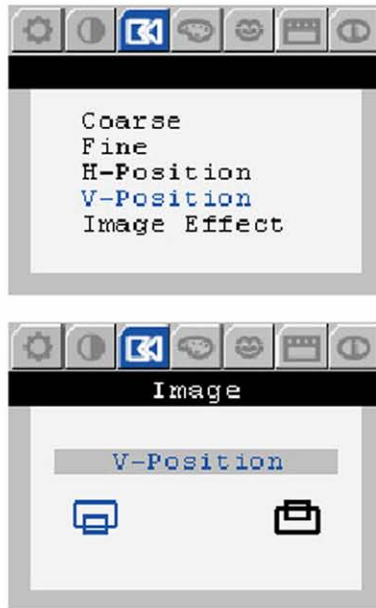 Coarse
Fine
H-Position
V-Position
Image Effect
Image
V-Position